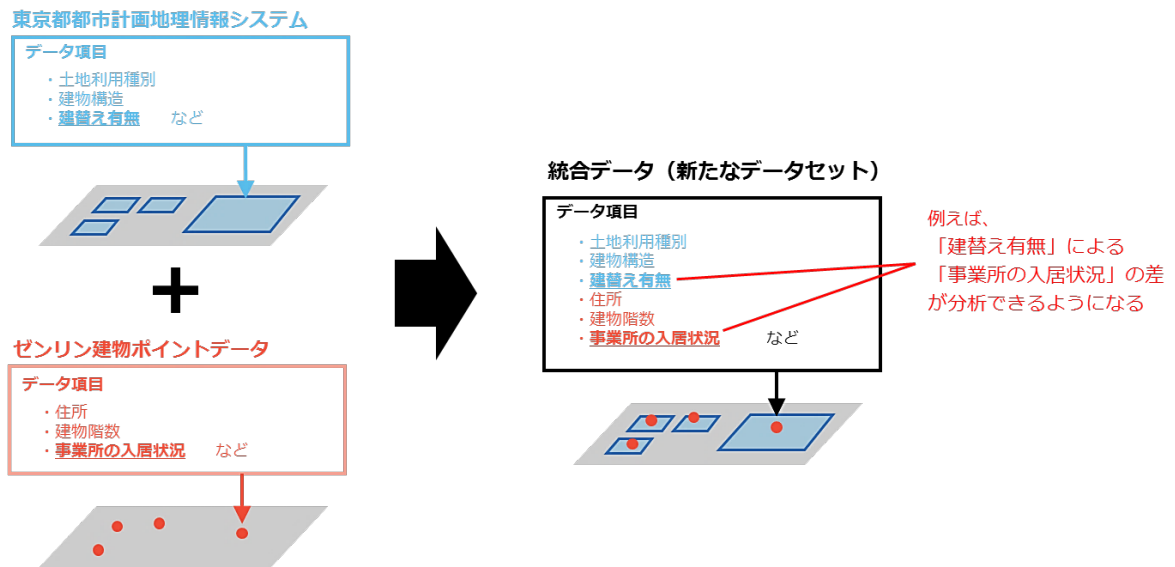 東京都都市計画地理情報システム
データ項目
・土地利用種別
・建物構造
・建替え有無　など
＋
ゼンリン建物ポイントデータ
データ項目
・住所
・建物階数
・事業所の入居状況　など
統合データ（新たなデータセット）
データ項目
・土地利用種別
・建物構造
・建替え有無
・住所
・建物階数
・事業所の入居状況　など
例えば、
「建替え有無」による
「事業所の入居状況」の差
が分析できるようになる